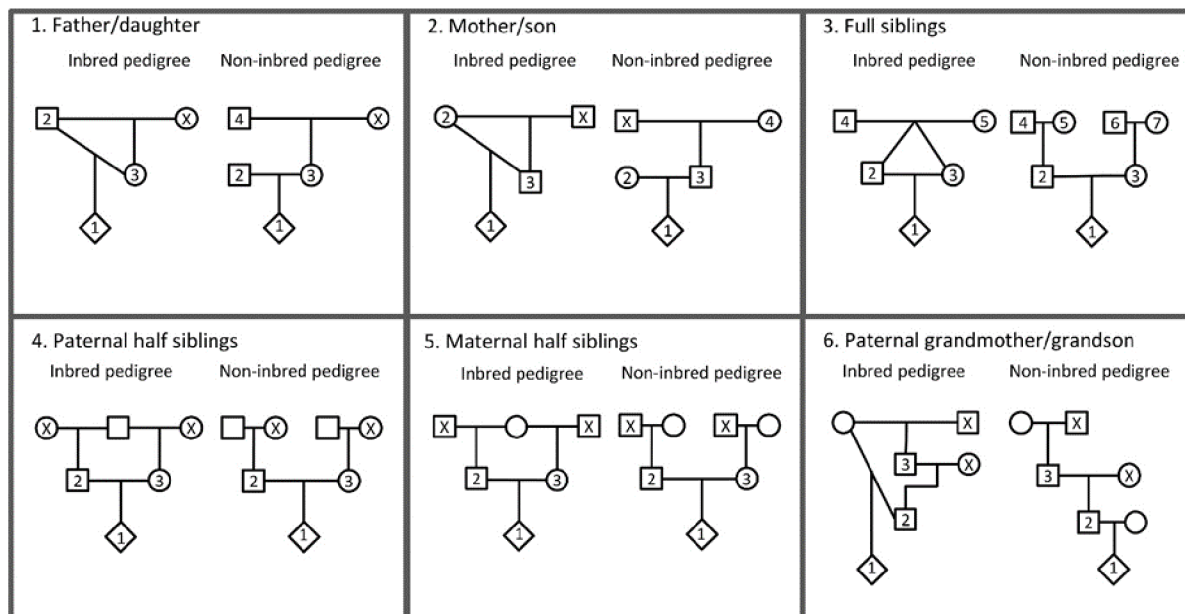 1. Father/daughter
Inbred pedigree Non-inbred pedigree
2 X 4 X
3 2 3
1 1
2. Mother/son
Inbred pedigree Non-inbred pedigree
2 X X 4
3 2 3
1 1
3. Full siblings
Inbred pedigree Non-inbred pedigree
4 5 4 5 6 7
2 3 2 3
1 1
4. Paternal half siblings
Inbred pedigree Non-inbred pedigree
X X X X
2 3 2 3
1 1
5. Maternal half siblings
Inbred pedigree Non-inbred pedigree
X X X X
2 3 2 3
1 1
6. Paternal grandmother/grandson
Inbred pedigree Non-inbred pedigree
X X
3 X 3 X
2 2
1 1